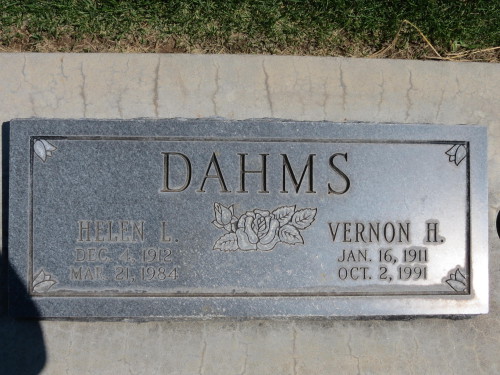 DAHMS
HELEN L.
DEC. 4, 1912
MAR. 21, 1984
VERNON H.
JAN. 16, 1911
OCT. 2, 1991